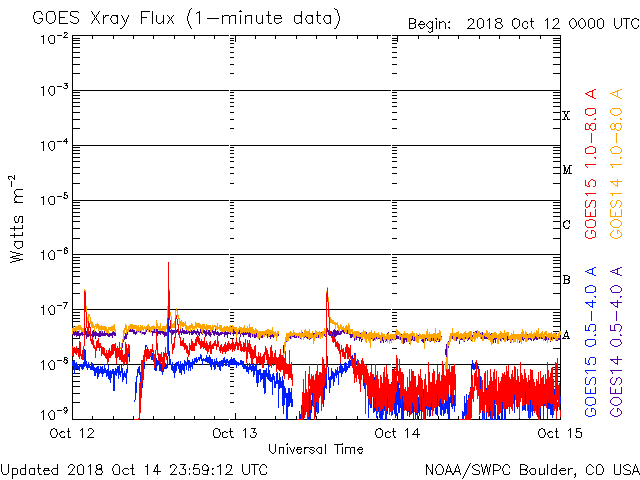 GOES Xray Flux (1-minute data)
Begin: 2018 Oct 12 0000 UTC
10⁻²
10⁻³
10⁻⁴
10⁻⁵
10⁻⁶
10⁻⁷
10⁻⁸
10⁻⁹
Watts m⁻²
X
M
C
B
A
GOES15 1.0-8.0 A
GOES14 1.0-8.0 A
GOES15 0.5-4.0 A
GOES14 0.5-4.0 A
Oct 12
Oct 13
Oct 14
Oct 15
Universal Time
Updated 2018 Oct 14 23:59:12 UTC
NOAA/SWPC Boulder, CO USA